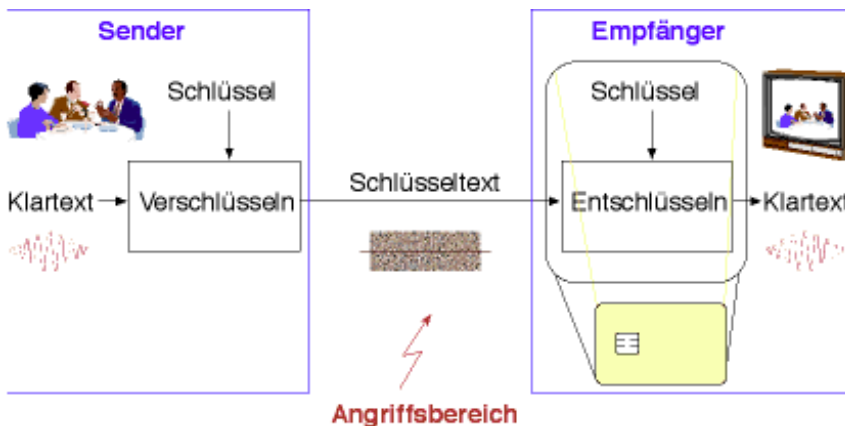 Sender
Empfänger
Schlüssel
Schlüssel
Klartext
Verschlüsseln
Schlüsseltext
Entschlüsseln
Klartext
Angriffsbereich